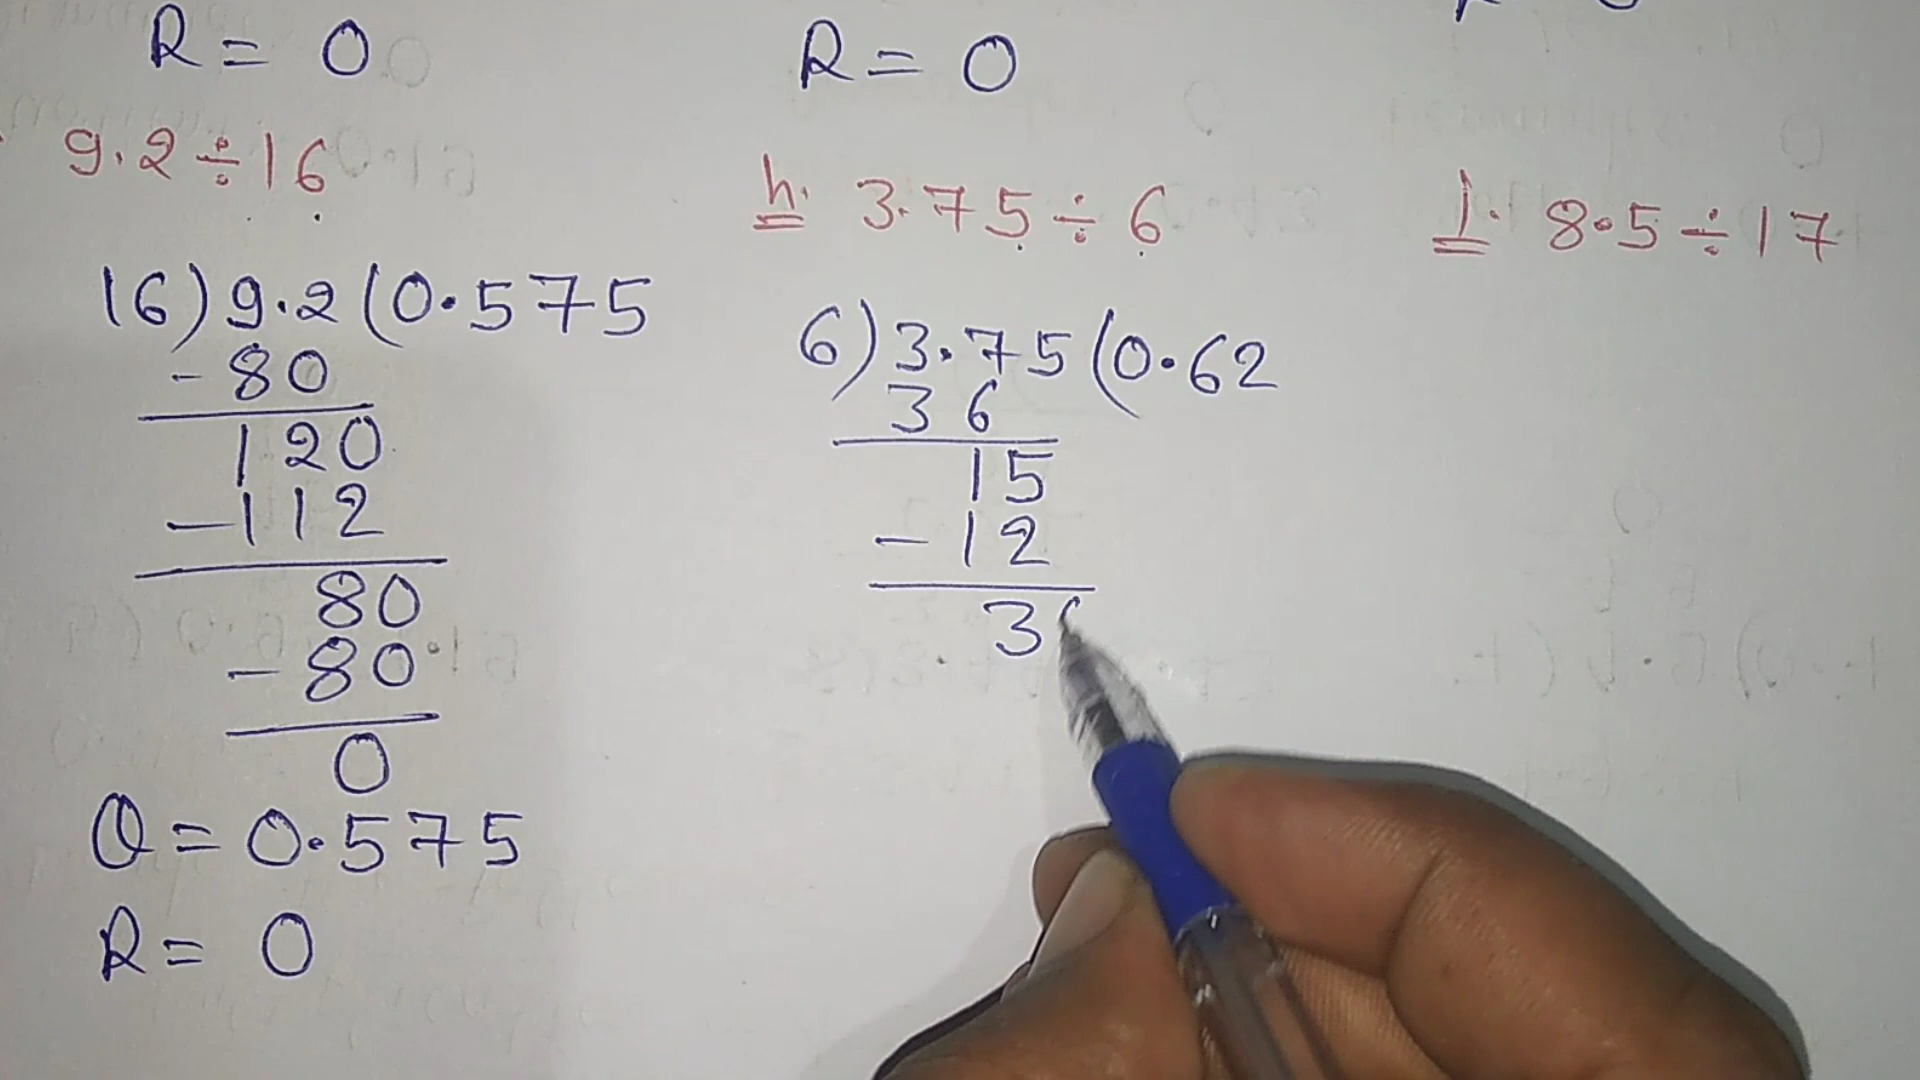 R = 0
9.2 ÷ 16
16)9.2(0.575
-80
120
-112
80
-80
0
Q = 0.575
R = 0
R = 0
h. 3.75 ÷ 6
6)3.75(0.62
36
15
-12
3
8.5 ÷ 17